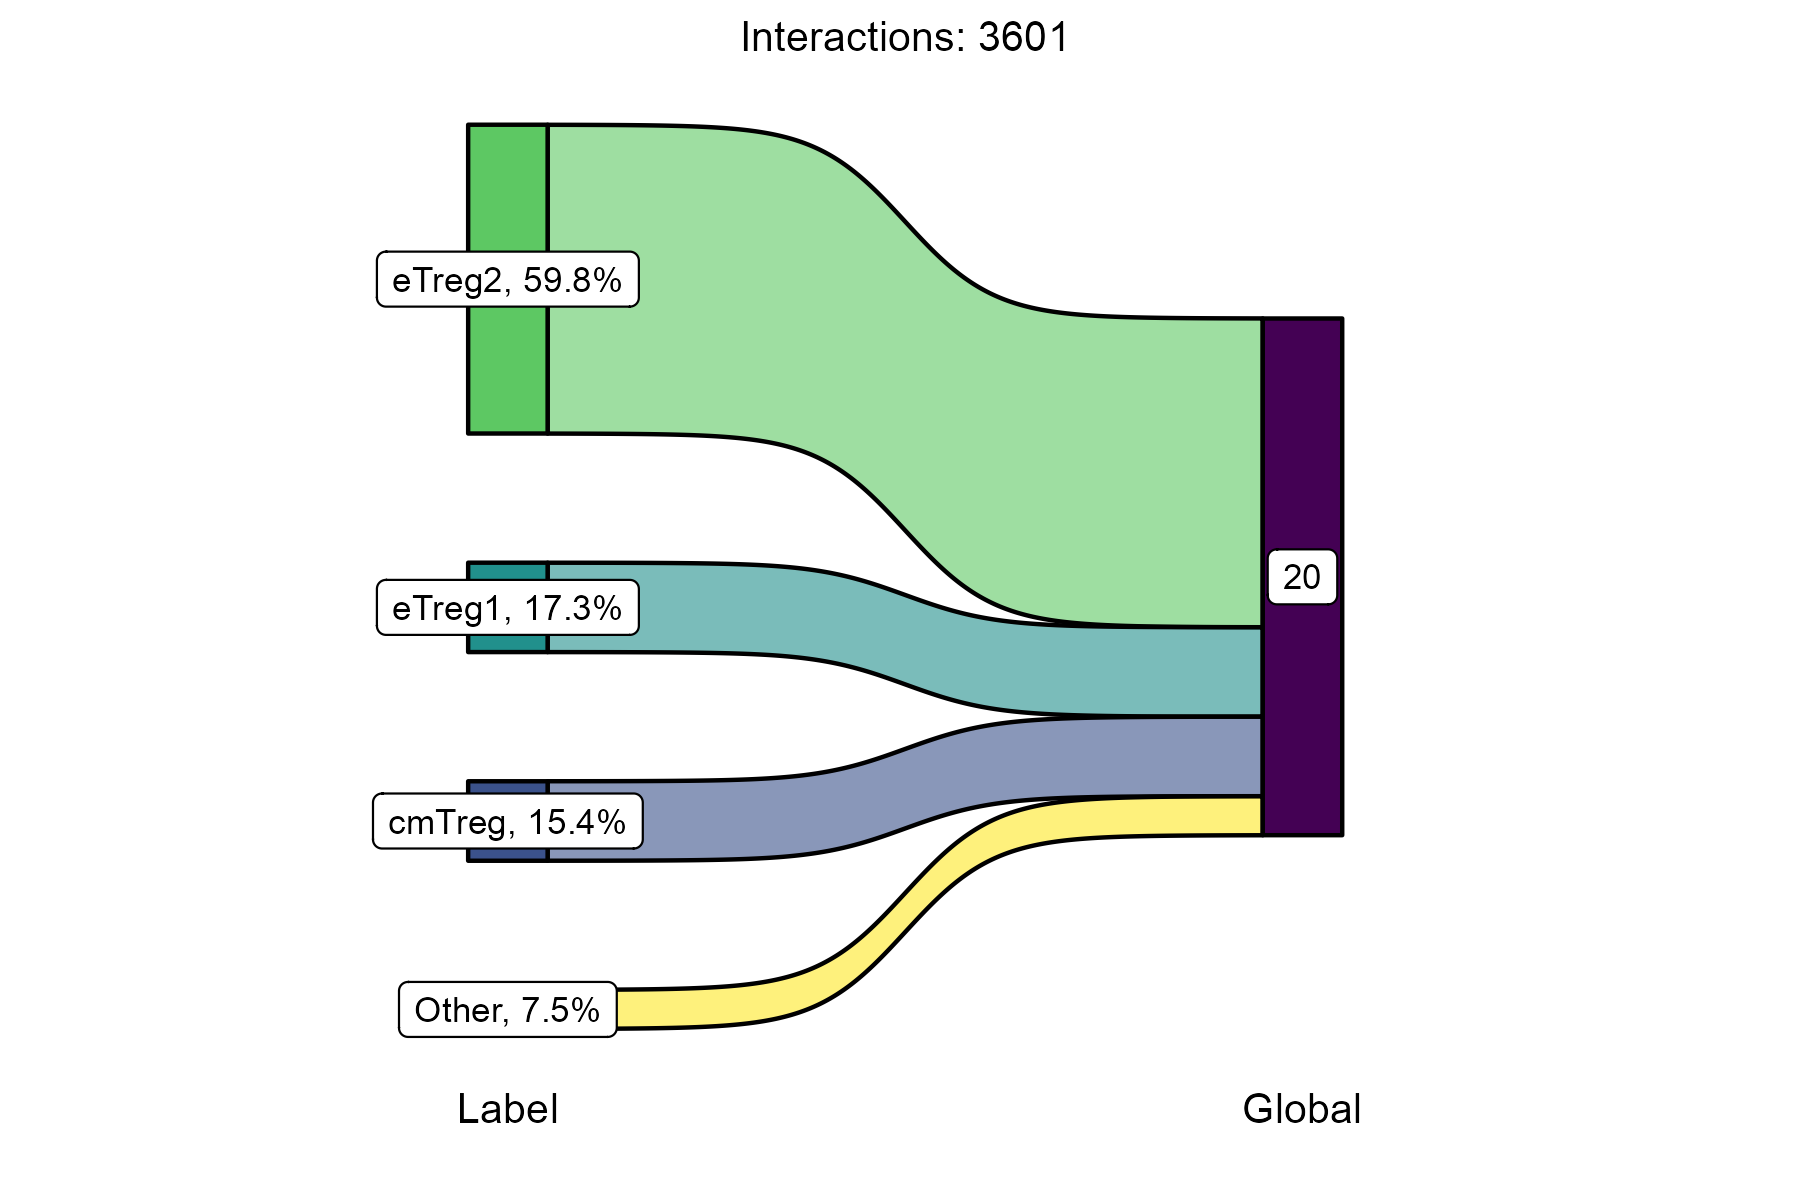 Interactions: 3601
eTreg2, 59.8%
eTreg1, 17.3%
20
cmTreg, 15.4%
Other, 7.5%
Label
Global